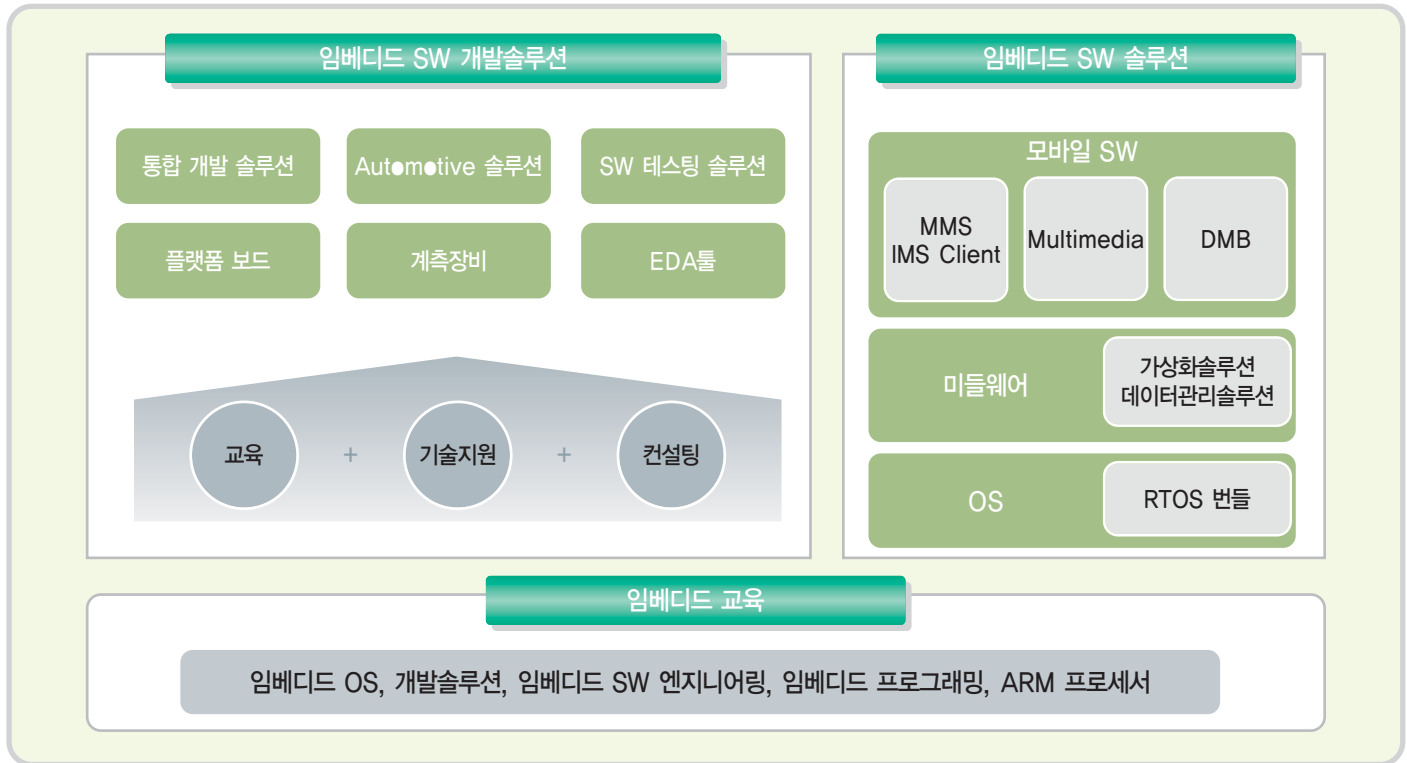 임베디드 SW 개발솔루션
통합 개발 솔루션
Automotive 솔루션
SW 테스팅 솔루션
플랫폼 보드
계측장비
EDA툴
교육
+
기술지원
+
컨설팅
임베디드 SW 솔루션
모바일 SW
MMS
IMS Client
Multimedia
DMB
미들웨어
가상화솔루션
데이터관리솔루션
OS
RTOS 번들
임베디드 교육
임베디드 OS, 개발솔루션, 임베디드 SW 엔지니어링, 임베디드 프로그래밍, ARM 프로세서